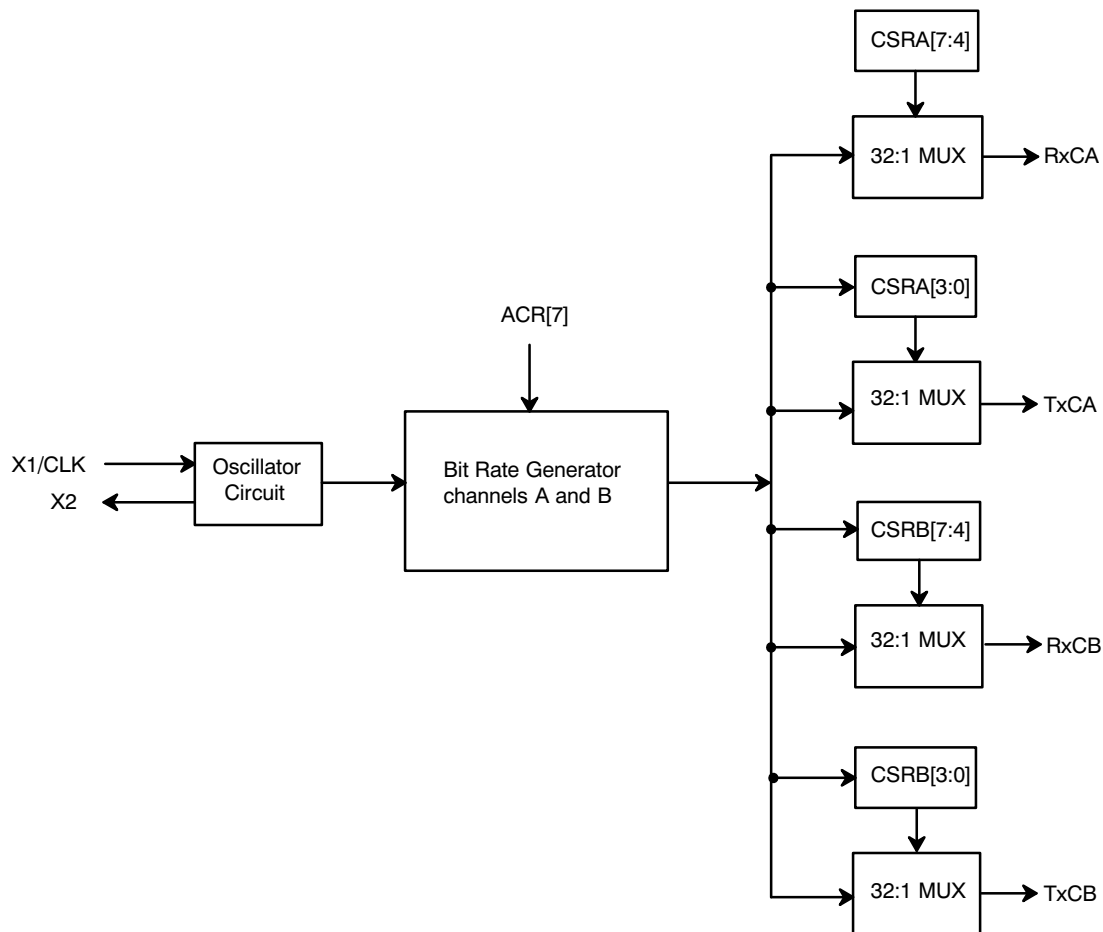 CSRA[7:4]
32:1 MUX
RxCA
CSRA[3:0]
ACR[7]
32:1 MUX
TxCA
X1/CLK
X2
Oscillator
Circuit
Bit Rate Generator
channels A and B
CSRB[7:4]
32:1 MUX
RxCB
CSRB[3:0]
32:1 MUX
TxCB